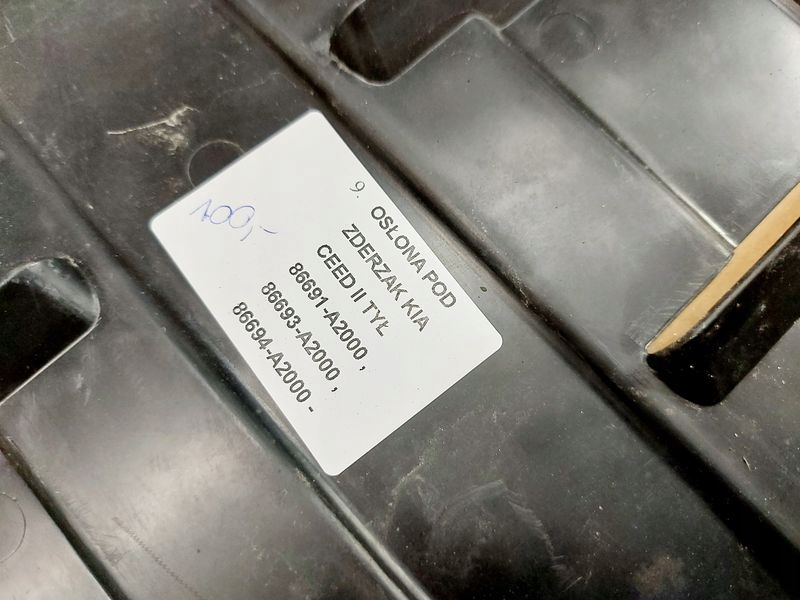 9. OSŁONA POD
ZDERZAK KIA
CEED II TYŁ
86691-A2000 ,
86693-A2000 ,
86694-A2000 -
100,-